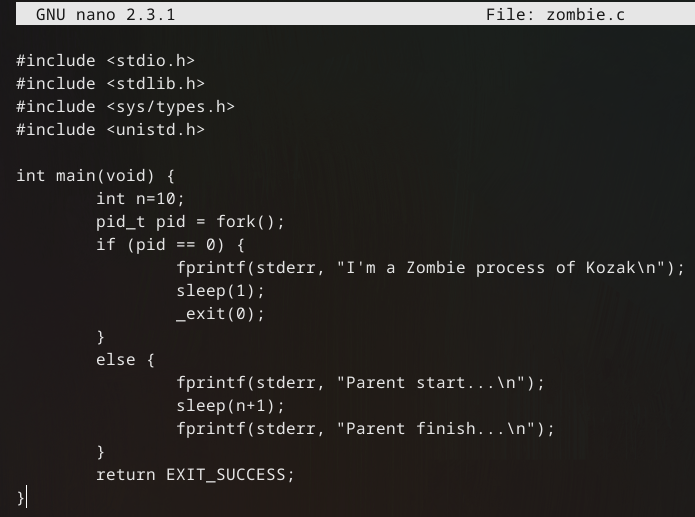 GNU nano 2.3.1 File: zombie.c
#include <stdio.h>
#include <stdlib.h>
#include <sys/types.h>
#include <unistd.h>
int main(void) {
int n=10;
pid_t pid = fork();
if (pid == 0) {
fprintf(stderr, "I'm a Zombie process of Kozak\n");
sleep(1);
_exit(0);
}
else {
fprintf(stderr, "Parent start...\n");
sleep(n+1);
fprintf(stderr, "Parent finish...\n");
}
return EXIT_SUCCESS;
}